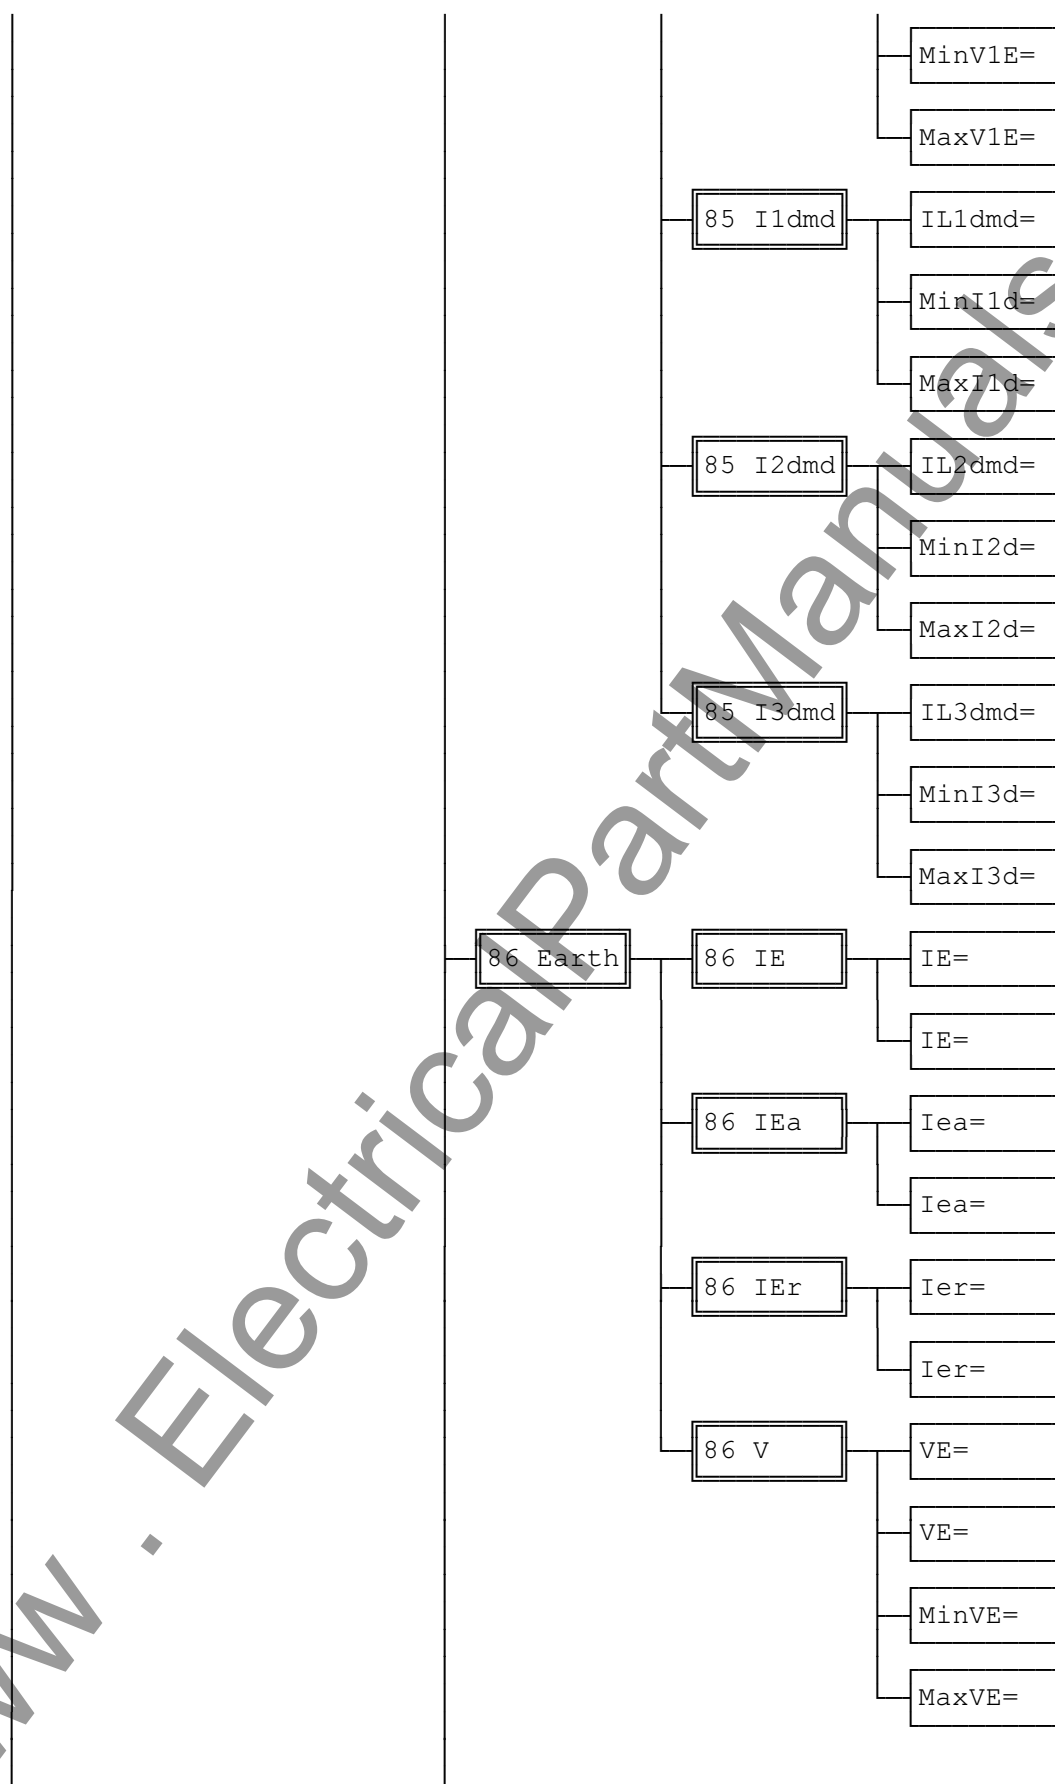 MinV1E=
MaxV1E=
85 I1dmd IL1dmd=
MinI1d=
MaxI1d=
85 I2dmd IL2dmd=
MinI2d=
MaxI2d=
85 I3dmd IL3dmd=
MinI3d=
MaxI3d=
86 Earth 86 IE IE=
IE=
86 IEa Iea=
Iea=
86 IEr Ier=
Ier=
86 V VE=
VE=
MinVE=
MaxVE=
w . ElectricalPartManuals